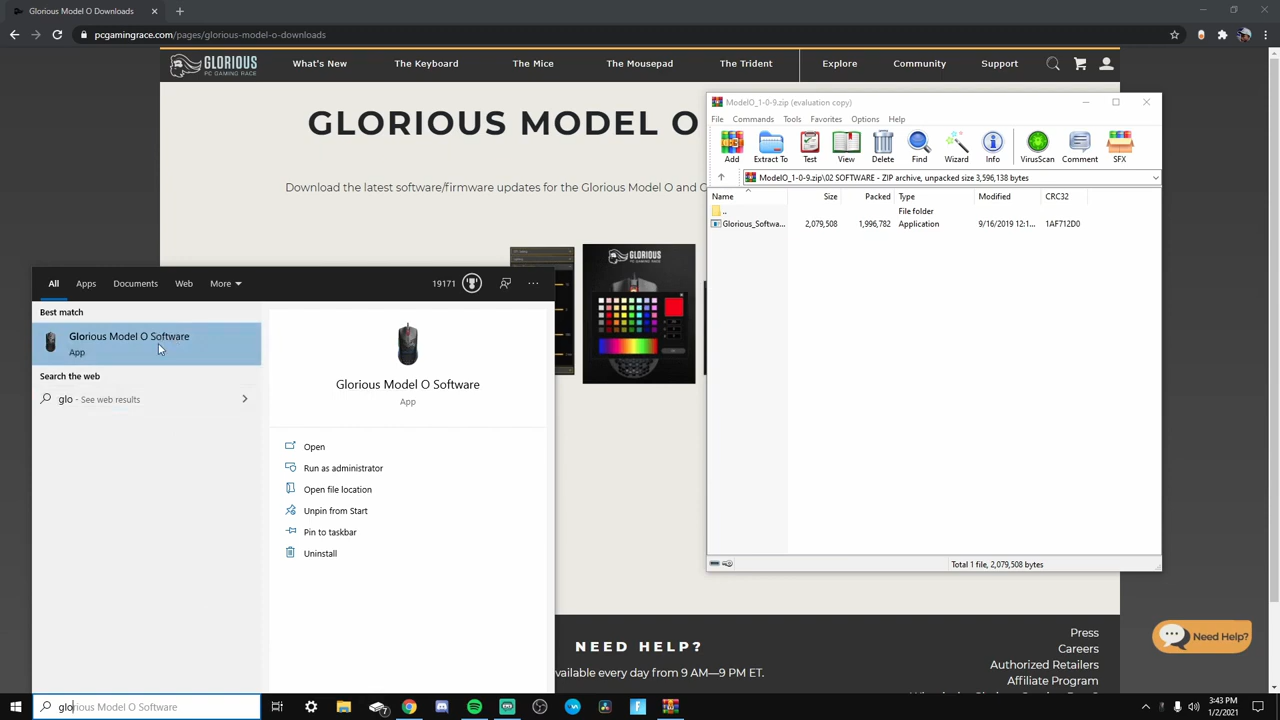 Glorious Model O Downloads
pcgamingrace.com/pages/glorious-model-o-downloads
GLORIOUS
PC GAMING RACE
What's New
The Keyboard
The Mice
The Mousepad
The Trident
Explore
Community
Support
GLORIOUS MODEL O
Download the latest software/firmware updates for the Glorious Model O and
ModelO_1-0-9.zip (evaluation copy)
File
Commands
Tools
Favorites
Options
Help
Add
Extract To
Test
View
Delete
Find
Wizard
Info
VirusScan
Comment
SFX
ModelO_1-0-9.zip\02 SOFTWARE - ZIP archive, unpacked size 3,596,138 bytes
Name
Size
Packed
Type
Modified
CRC32
..
File folder
Glorious_Softwa...
2,079,508
1,996,782
Application
9/16/2019 12:1...
1AF712D0
Total 1 file, 2,079,508 bytes
GLORIOUS
All
Apps
Documents
Web
More
19171
Best match
Glorious Model O Software
App
Search the web
glo - See web results
Glorious Model O Software
App
Open
Run as administrator
Open file location
Unpin from Start
Pin to taskbar
Uninstall
NEED HELP?
vailable every day from 9 AM—9 PM ET.
Press
Careers
Authorized Retailers
Affiliate Program
Need Help?
glorious Model O Software
3:43 PM
1/2/2021